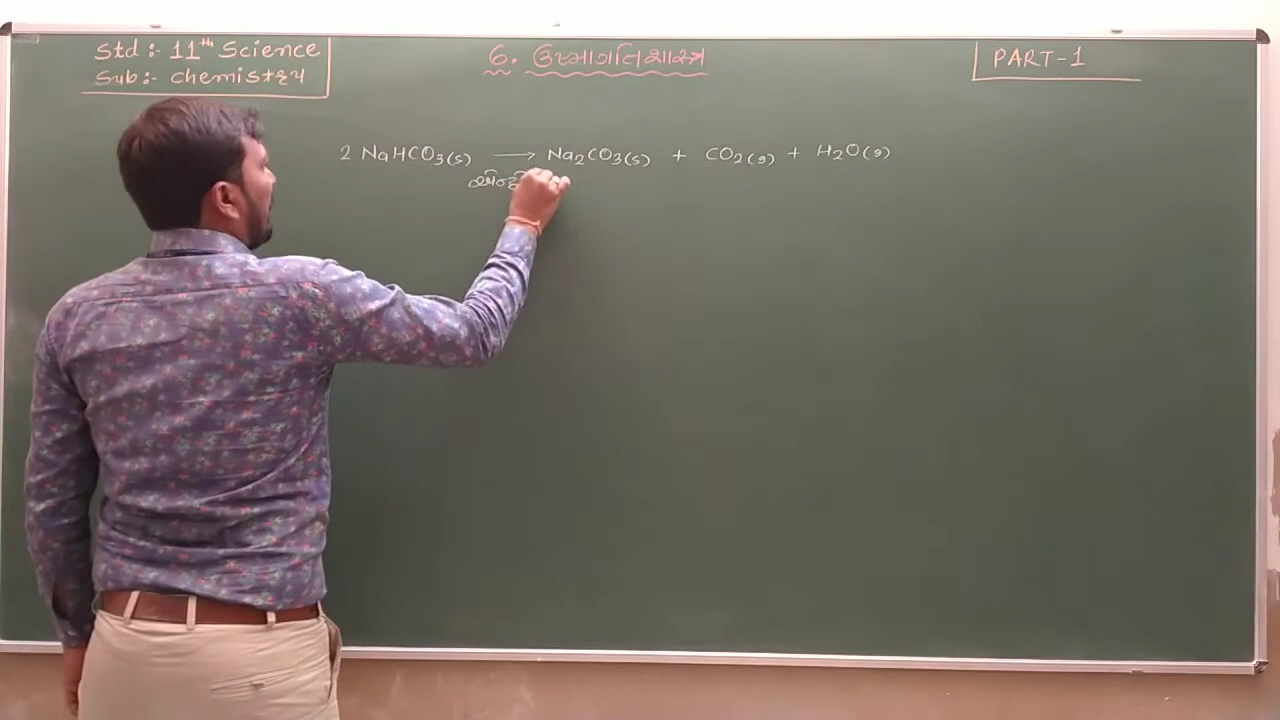 Std :- 11th Science
Sub:- chemistry
6. ઉષ્માગતિશાસ્ત્ર
PART-1
2 NaHCO3(s) → Na2CO3(s) + CO2(g) + H2O(g)